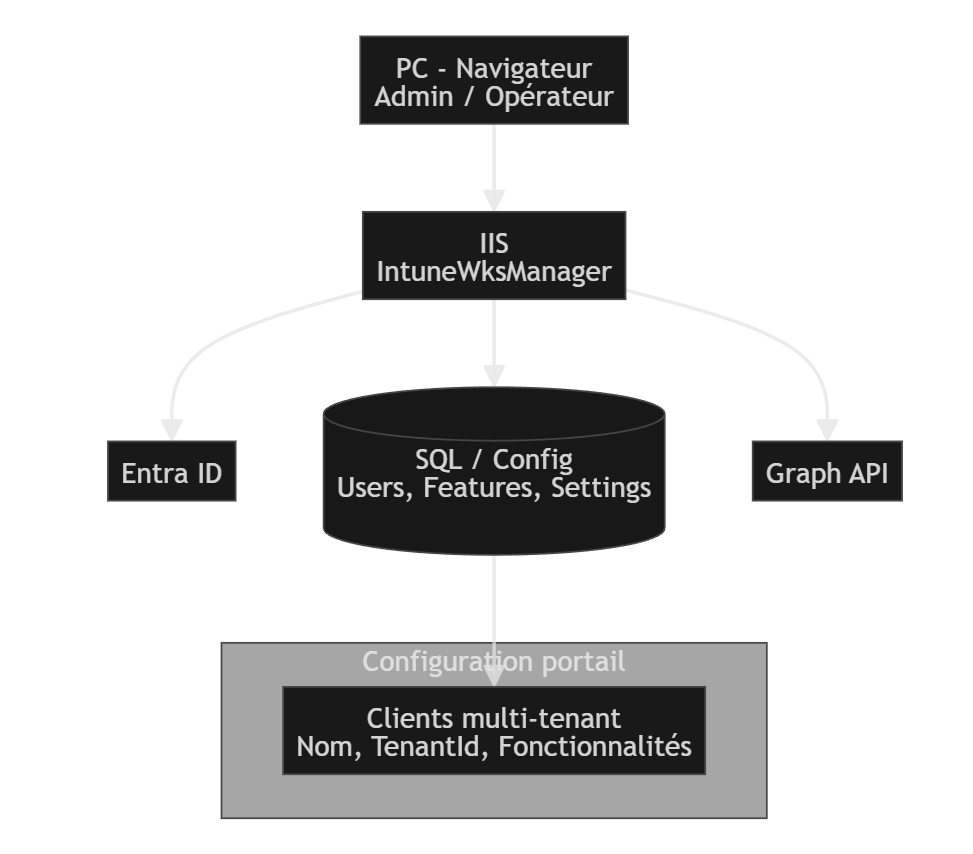 PC - Navigateur
Admin / Opérateur
IIS
IntuneWksManager
Entra ID
SQL / Config
Users, Features, Settings
Graph API
Configuration portail
Clients multi-tenant
Nom, TenantId, Fonctionnalités